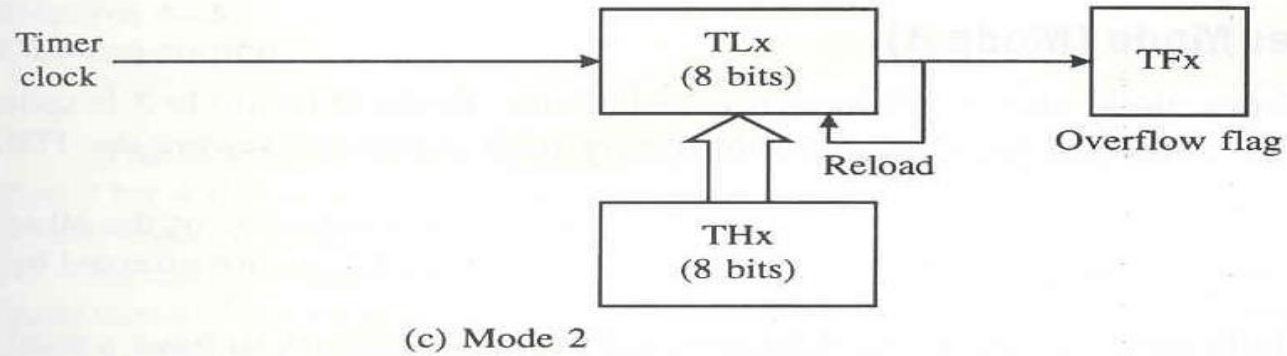 Timer
clock
TLx
(8 bits)
TFx
Overflow flag
Reload
THx
(8 bits)
(c) Mode 2